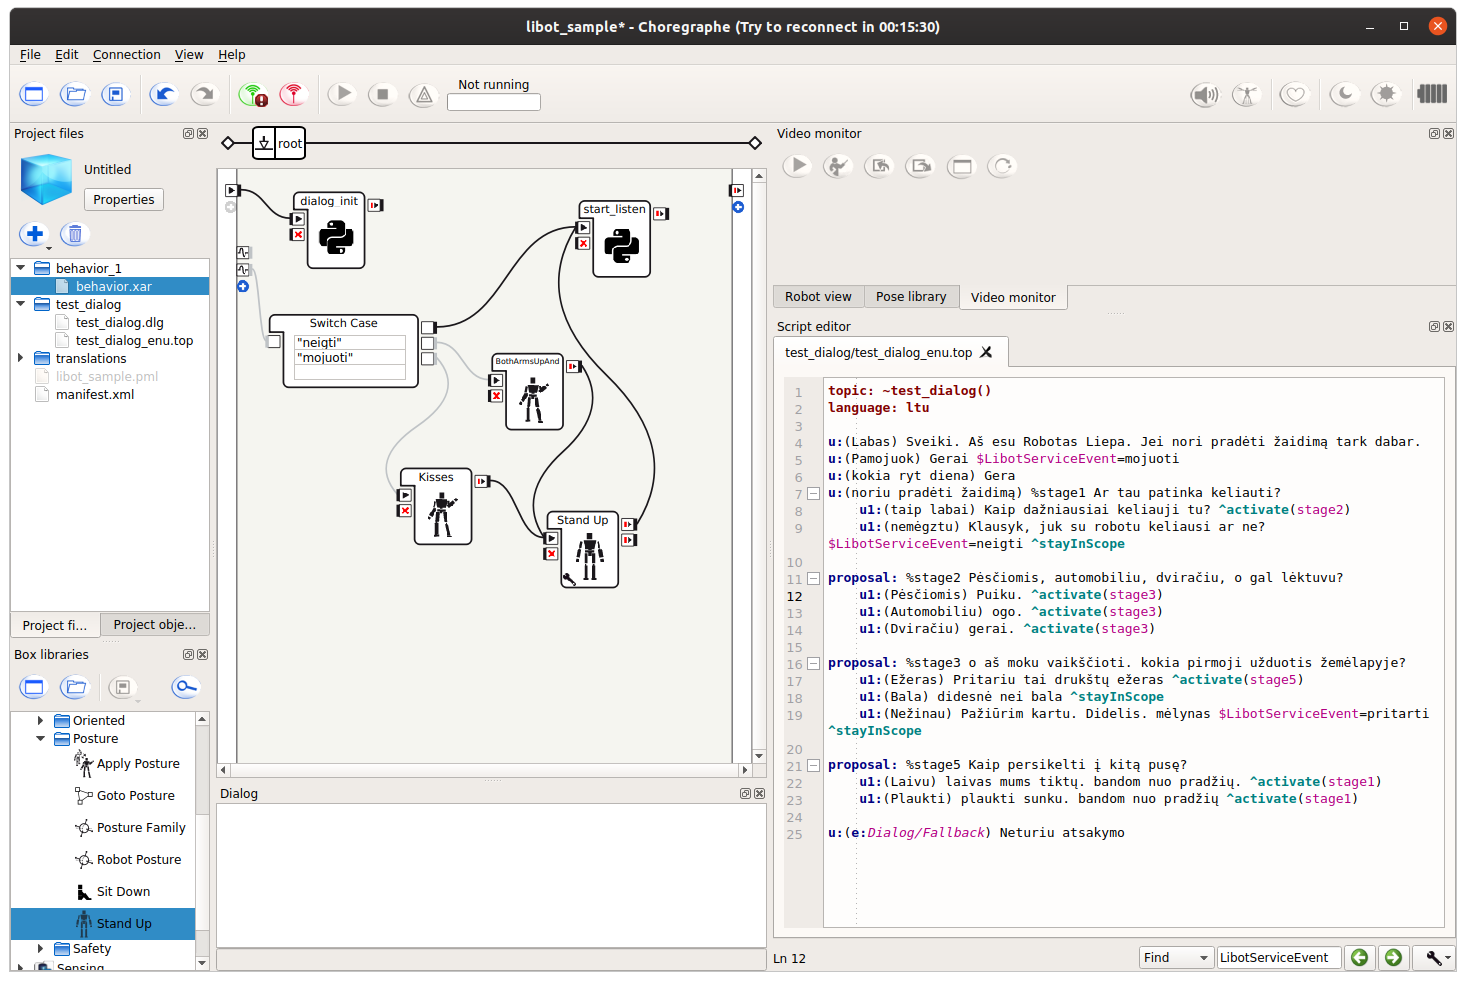 libot_sample* - Choregraphe (Try to reconnect in 00:15:30)
File Edit Connection View Help
Not running
Project files
Untitled
Properties
behavior_1
behavior.xar
test_dialog
test_dialog.dlg
test_dialog_enu.top
translations
libot_sample.pml
manifest.xml
Project fi...
Project obje...
Box libraries
Oriented
Posture
Apply Posture
Goto Posture
Posture Family
Robot Posture
Sit Down
Stand Up
Safety
Sensing
root
dialog_init
start_listen
Switch Case
"neigti"
"mojuoti"
BothArmsUpAnd
Kisses
Stand Up
Dialog
Video monitor
Robot view
Pose library
Video monitor
Script editor
test_dialog/test_dialog_enu.top
1 topic: ~test_dialog()
2 language: ltu
3
4 u:(Labas) Sveiki. Aš esu Robotas Liepa. Jei nori pradėti žaidimą tark dabar.
5 u:(Pamojuok) Gerai $LibotServiceEvent=mojuoti
6 u:(kokia ryt diena) Gera
7 u:(noriu pradėti žaidimą) %stage1 Ar tau patinka keliauti?
8 u1:(taip labai) Kaip dažniausiai keliauji tu? ^activate(stage2)
9 u1:(nemėgztu) Klausyk, juk su robotu keliausi ar ne?
$LibotServiceEvent=neigti ^stayInScope
10
11 proposal: %stage2 Pėsčiomis, automobiliu, dviračiu, o gal lėktuvu?
12 u1:(Pėsčiomis) Puiku. ^activate(stage3)
13 u1:(Automobiliu) ogo. ^activate(stage3)
14 u1:(Dviračiu) gerai. ^activate(stage3)
15
16 proposal: %stage3 o aš moku vaikščioti. kokia pirmoji užduotis žemėlapyje?
17 u1:(Ežeras) Pritariu tai drukštų ežeras ^activate(stage5)
18 u1:(Bala) didesnė nei bala ^stayInScope
19 u1:(Nežinau) Pažiūrim kartu. Didelis. mėlynas $LibotServiceEvent=pritarti
^stayInScope
20
21 proposal: %stage5 Kaip persikelti į kitą pusę?
22 u1:(Laivu) laivas mums tiktų. bandom nuo pradžių. ^activate(stage1)
23 u1:(Plaukti) plaukti sunku. bandom nuo pradžių ^activate(stage1)
24
25 u:(e:Dialog/Fallback) Neturiu atsakymo
Ln 12
Find
LibotServiceEvent